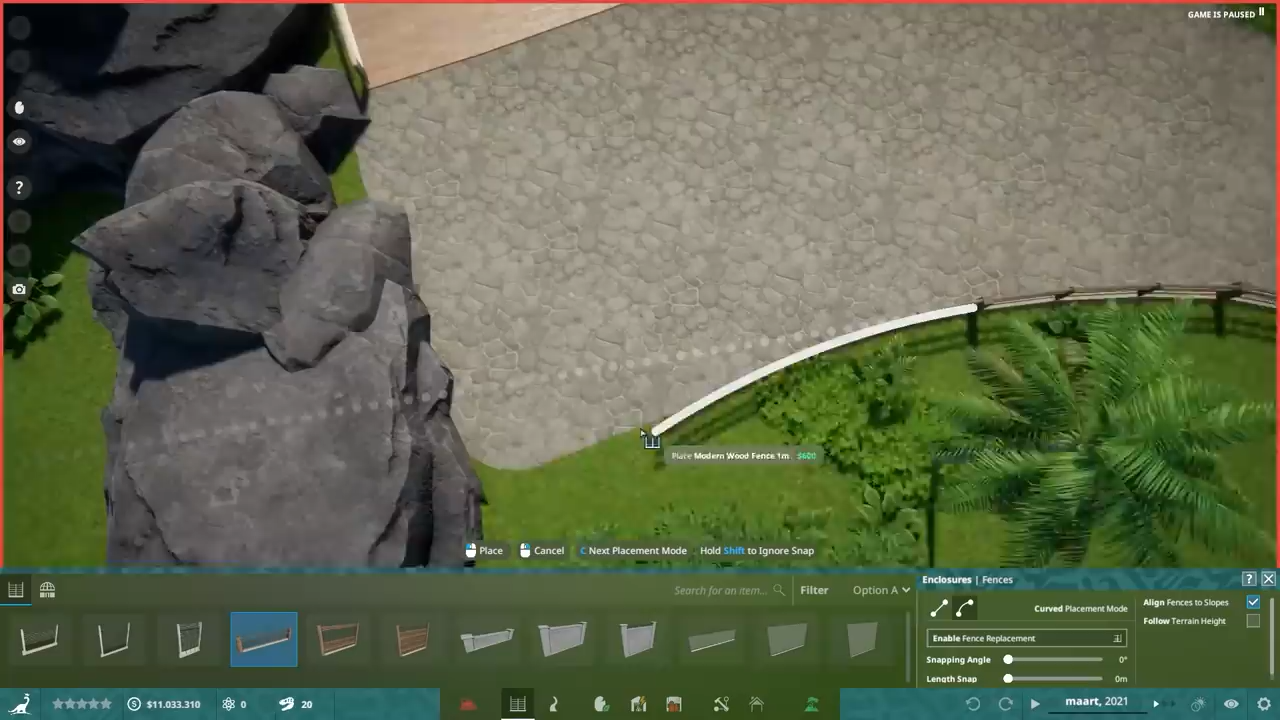 GAME IS PAUSED
?
Place Modern Wood Fence 1m. $600
Place Cancel C Next Placement Mode Hold Shift to Ignore Snap
Search for an item... Filter Option A
Enclosures | Fences ?
Curved Placement Mode
Enable Fence Replacement
Snapping Angle 0°
Length Snap 0m
Align Fences to Slopes
Follow Terrain Height
$11.033.310 0 20 maart, 2021